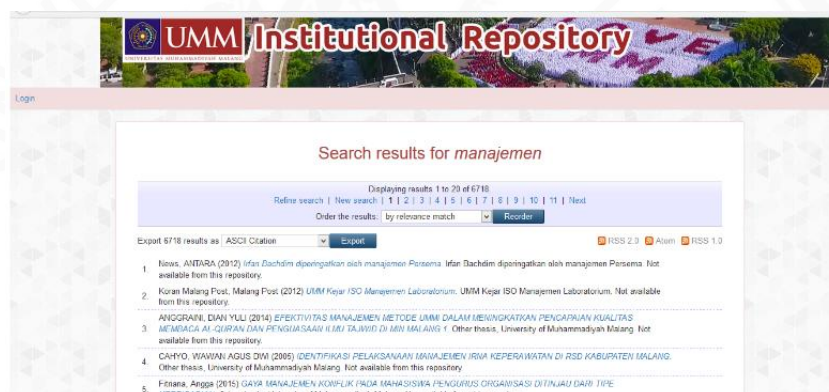 UMM Institutional Repository
UNIVERSITAS MUHAMMADIYAH MALANG
Login
Search results for manajemen
Displaying results 1 to 20 of 6718.
Refine search | New search | 1 | 2 | 3 | 4 | 5 | 6 | 7 | 8 | 9 | 10 | 11 | Next
Order the results: by relevance match Reorder
Export 6718 results as ASCII Citation Export RSS 2.0 Atom RSS 1.0
1. News, ANTARA (2012) Irfan Bachdim diperingatkan oleh manajemen Persema. Irfan Bachdim diperingatkan oleh manajemen Persema. Not
available from this repository.
2. Koran Malang Post, Malang Post (2012) UMM Kejar ISO Manajemen Laboratorium. UMM Kejar ISO Manajemen Laboratorium. Not available
from this repository.
ANGGRAINI, DIAN YULI (2014) EFEKTIVITAS MANAJEMEN METODE UMMI DALAM MENINGKATKAN PENCAPAIAN KUALITAS
3. MEMBACA AL-QUR'AN DAN PENGUASAAN ILMU TAJWID DI MIN MALANG 1. Other thesis, University of Muhammadiyah Malang. Not
available from this repository.
4. CAHYO, WAWAN AGUS DWI (2005) IDENTIFIKASI PELAKSANAAN MANAJEMEN IRNA KEPERAWATAN DI RSD KABUPATEN MALANG.
Other thesis, University of Muhammadiyah Malang. Not available from this repository.
Fitriana, Angga (2015) GAYA MANAJEMEN KONFLIK PADA MAHASISWA PENGURUS ORGANISASI DITINJAU DARI TIPE
5.